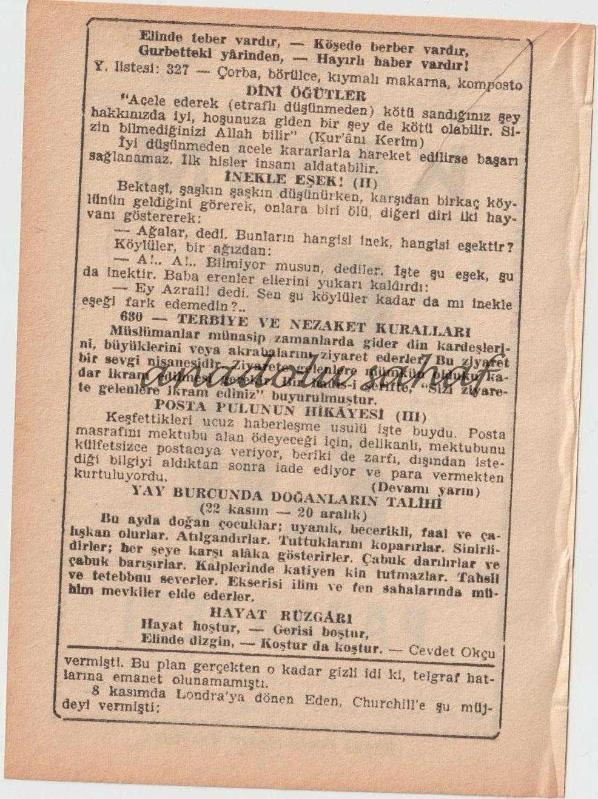 Elinde teber vardır, — Köşede berber vardır,
Gurbetteki yârinden, — Hayırlı haber vardır!
Y. listesi: 327 — Çorba, börülce, kıymalı makarna, komposto
DİNİ ÖĞÜTLER
"Acele ederek (etraflı düşünmeden) kötü sandığınız şey
hakkınızda iyi, hoşunuza giden bir şey de kötü olabilir. Si-
zin bilmediğinizi Allah bilir" (Kur'ânı Kerîm)
İyi düşünmeden acele kararlarla hareket edilirse başarı
sağlanamaz. İlk hisler insanı aldatabilir.
İNEKLE EŞEK! (II)
Bektaşi, şaşkın şaşkın düşünürken, karşıdan birkaç köy-
lünün geldiğini görerek, onlara biri ölü, diğeri diri iki hay-
vanı göstererek:
— Ağalar, dedi. Bunların hangisi inek, hangisi eşektir?
Köylüler, bir ağızdan:
— A!.. A!.. Bilmiyor musun, dediler. İşte şu eşek, şu
da inektir. Baba erenler ellerini yukarı kaldırdı:
— Ey Azrail! dedi. Sen şu köylüler kadar da mı inekle
eşeği fark edemedin?..
630 — TERBİYE VE NEZAKET KURALLARI
Müslümanlar münasip zamanlarda gider din kardeşleri-
ni, büyüklerini veya akrabalarını ziyaret ederler. Bu ziyaret
bir sevgi nişanesidir. Ziyarete gelenlere mümkün olduğu ka-
dar ikram edilmesi "Sizi ziyare-
te gelenlere ikram ediniz" buyurulmuştur.
anadolu sahaf
POSTA PULUNUN HİKÂYESİ (III)
Keşfettikleri ucuz haberleşme usulü işte buydu. Posta
masrafını mektubu alan ödeyeceği için, delikanlı, mektubunu
külfetsizce postacıya veriyor, beriki de zarfı, dışından iste-
diği bilgiyi aldıktan sonra iade ediyor ve para vermekten
kurtuluyordu. (Devamı yarın)
YAY BURCUNDA DOĞANLARIN TALİHİ
(22 kasım — 20 aralık)
Bu ayda doğan çocuklar; uyanık, becerikli, faal ve ça-
lışkan olurlar. Atılgandırlar. Tuttuklarını koparırlar. Sinirli-
dirler; her şeye karşı alâka gösterirler. Çabuk darılırlar ve
çabuk barışırlar. Kalplerinde katiyen kin tutmazlar. Tahsil
ve tetebbuu severler. Ekserisi ilim ve fen sahalarında mü-
him mevkiler elde ederler.
HAYAT RÜZGÂRI
Hayat hoştur, — Gerisi boştur,
Elinde dizgin, — Koştur da koştur. — Cevdet Okçu
vermişti. Bu plan gerçekten o kadar gizli idi ki, telgraf hat-
larına emanet olunamamıştı.
8 kasımda Londra'ya dönen Eden, Churchill'e şu müj-
deyi vermişti;